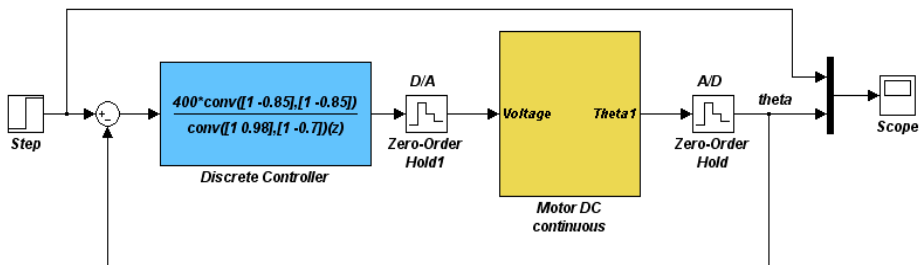 Step
+
-
400*conv([1 -0.85],[1 -0.85])
conv([1 0.98],[1 -0.7])(z)
Discrete Controller
D/A
Zero-Order
Hold1
Voltage
Theta1
Motor DC
continuous
A/D
Zero-Order
Hold
theta
Scope